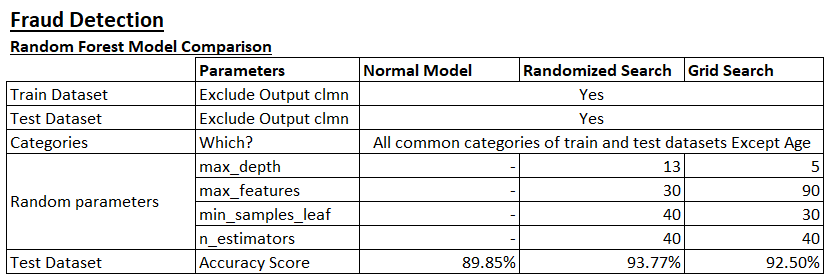 Fraud Detection
Random Forest Model Comparison
Parameters Normal Model Randomized Search Grid Search
Train Dataset Exclude Output clmn Yes
Test Dataset Exclude Output clmn Yes
Categories Which? All common categories of train and test datasets Except Age
Random parameters
max_depth - 13 5
max_features - 30 90
min_samples_leaf - 40 30
n_estimators - 40 40
Test Dataset Accuracy Score 89.85% 93.77% 92.50%